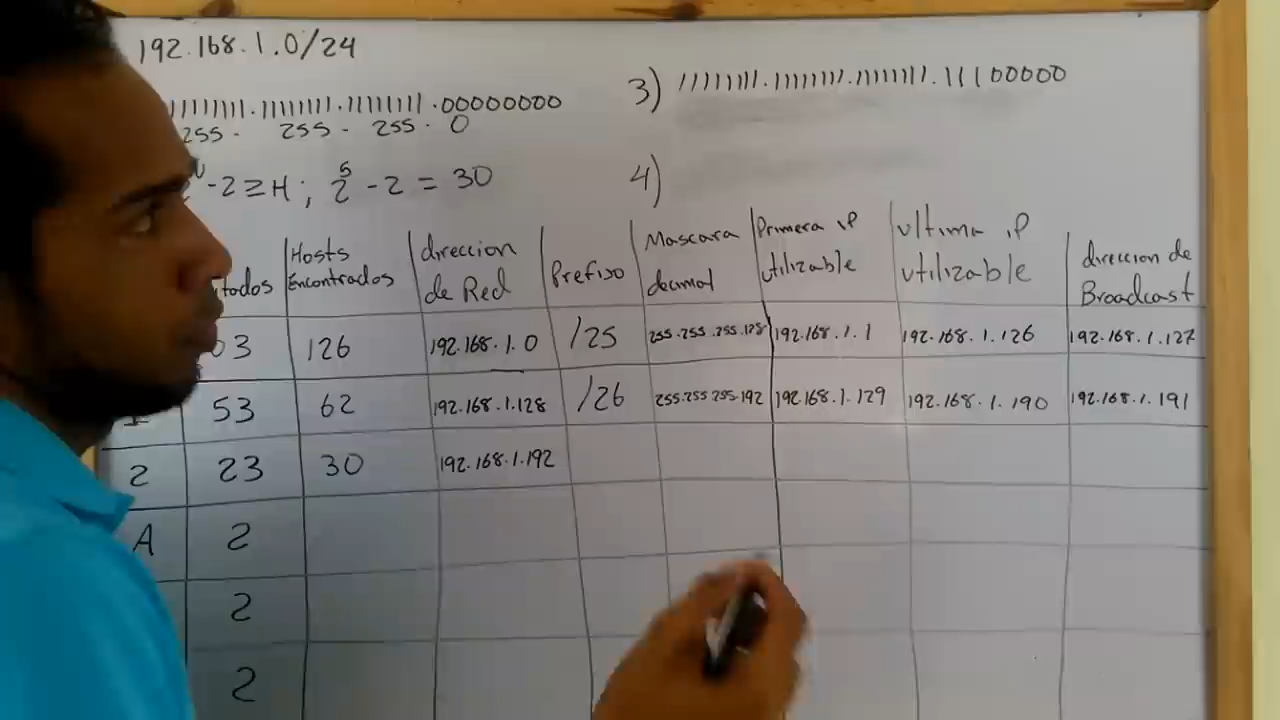 192.168.1.0/24
11111111.11111111.11111111.00000000
255. 255. 255. 0
-2≥H; 2^5 -2 = 30
3) 11111111.11111111.11111111.11100000
4)
Hosts Encontrados
direccion de Red
Prefijo
Mascara decimal
Primera iP utilizable
ultima iP utilizable
direccion de Broadcast
03 126 192.168.1.0 /25 255.255.255.128 192.168.1.1 192.168.1.126 192.168.1.127
53 62 192.168.1.128 /26 255.255.255.192 192.168.1.129 192.168.1.190 192.168.1.191
2 23 30 192.168.1.192
A 2
2
2